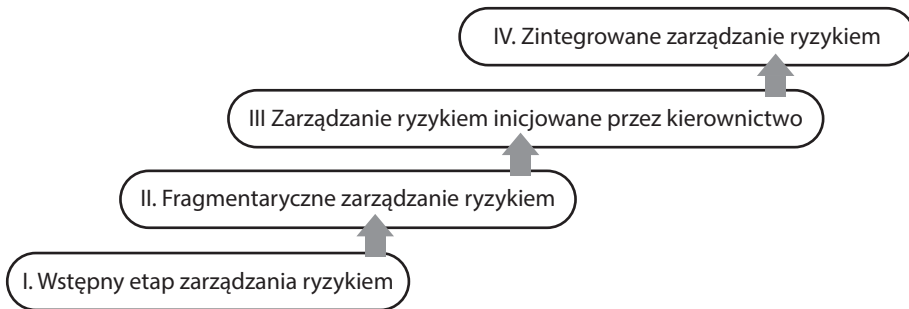 IV. Zintegrowane zarządzanie ryzykiem
III Zarządzanie ryzykiem inicjowane przez kierownictwo
II. Fragmentaryczne zarządzanie ryzykiem
I. Wstępny etap zarządzania ryzykiem